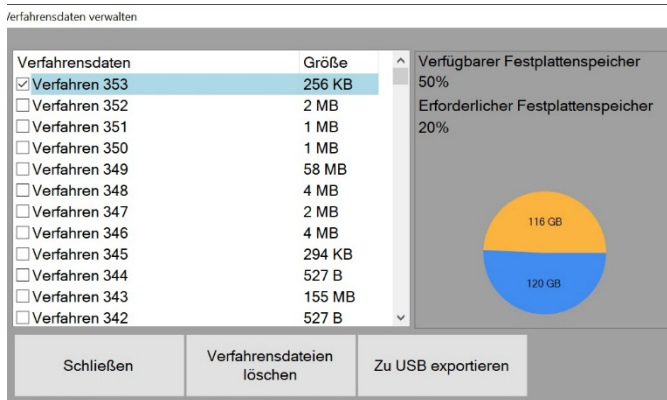 Verfahrensdaten verwalten
Verfahrensdaten Größe
Verfahren 353 256 KB
Verfahren 352 2 MB
Verfahren 351 1 MB
Verfahren 350 1 MB
Verfahren 349 58 MB
Verfahren 348 4 MB
Verfahren 347 2 MB
Verfahren 346 4 MB
Verfahren 345 294 KB
Verfahren 344 527 B
Verfahren 343 155 MB
Verfahren 342 527 B
Verfügbarer Festplattenspeicher
50%
Erforderlicher Festplattenspeicher
20%
116 GB
120 GB
Schließen
Verfahrensdateien
löschen
Zu USB exportieren